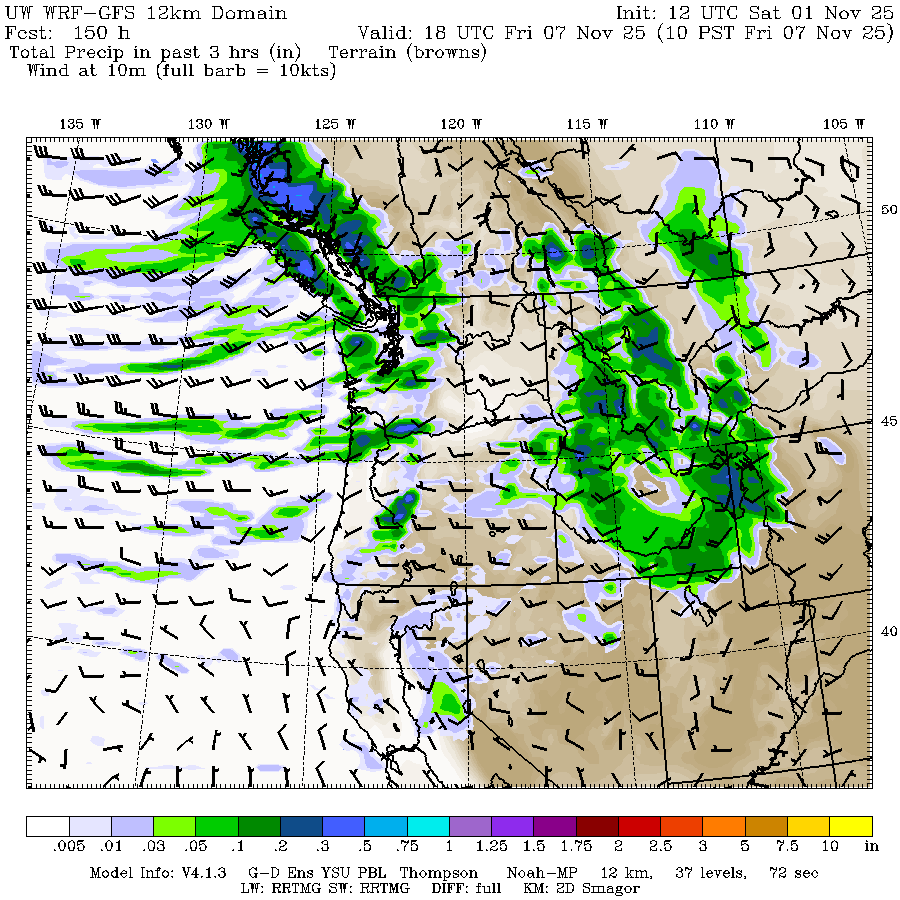 UW WRF-GFS 12km Domain Init: 12 UTC Sat 01 Nov 25
Fcst: 150 h Valid: 18 UTC Fri 07 Nov 25 (10 PST Fri 07 Nov 25)
Total Precip in past 3 hrs (in) Terrain (browns)
Wind at 10m (full barb = 10kts)
135 W 130 W 125 W 120 W 115 W 110 W 105 W
50
45
40
.005 .01 .03 .05 .1 .2 .3 .5 .75 1 1.25 1.5 1.75 2 2.5 3 5 7.5 10 in
Model Info: V4.1.3 G-D Ens YSU PBL Thompson Noah-MP 12 km, 37 levels, 72 sec
LW: RRTMG SW: RRTMG DIFF: full KM: 2D Smagor